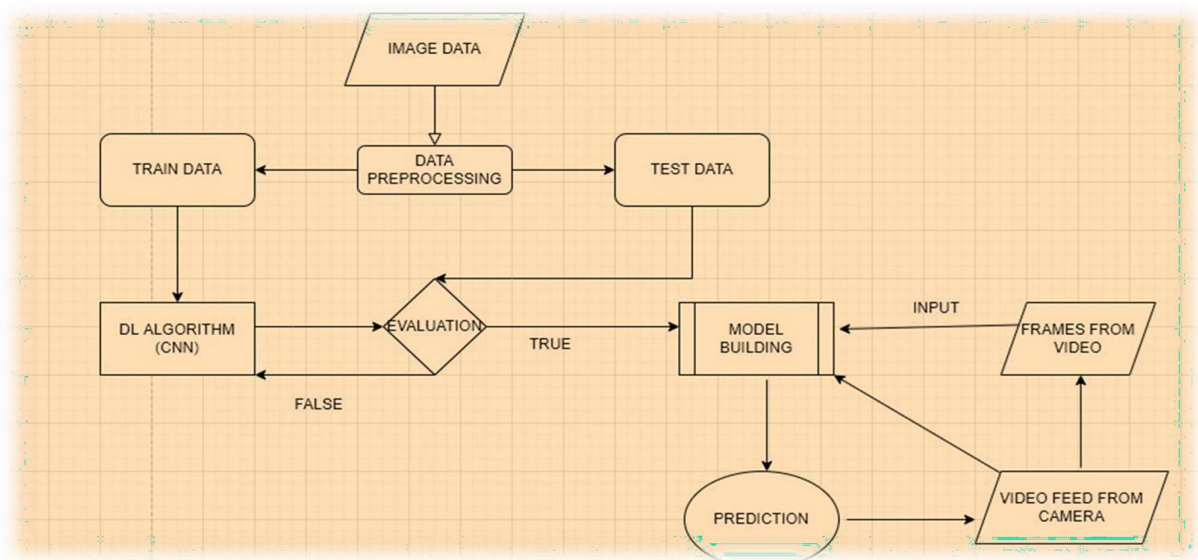 IMAGE DATA
TRAIN DATA
DATA
PREPROCESSING
TEST DATA
DL ALGORITHM
(CNN)
EVALUATION
TRUE
FALSE
MODEL
BUILDING
INPUT
FRAMES FROM
VIDEO
PREDICTION
VIDEO FEED FROM
CAMERA